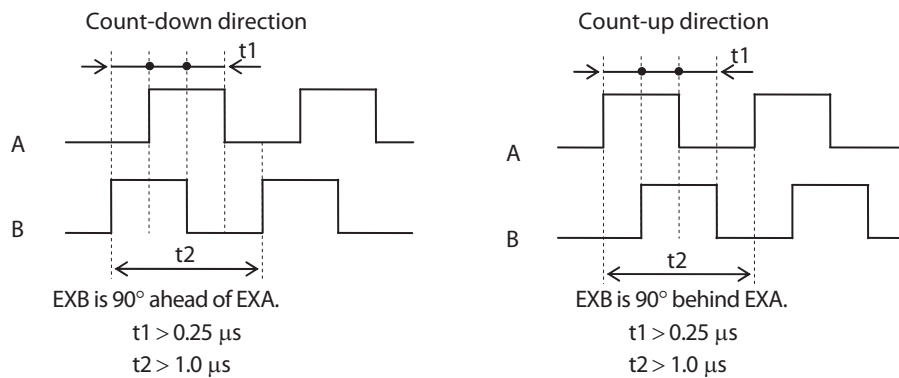 Count-down direction
t1
A
B
t2
EXB is 90° ahead of EXA.
t1 > 0.25 μs
t2 > 1.0 μs
Count-up direction
t1
A
B
t2
EXB is 90° behind EXA.
t1 > 0.25 μs
t2 > 1.0 μs